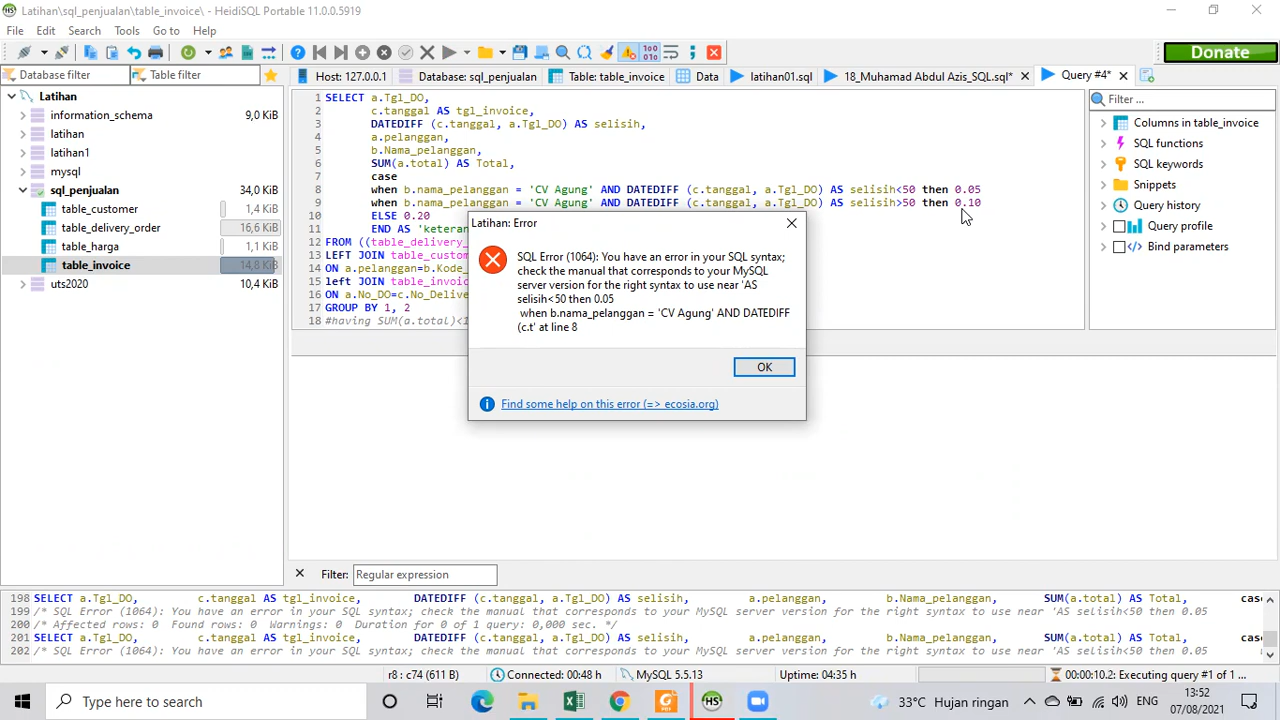 Latihan\sql_penjualan\table_invoice\ - HeidiSQL Portable 11.0.0.5919
File Edit Search Query Tools Go to Help
Donate
Database filter
Table filter
Host: 127.0.0.1
Database: sql_penjualan
Table: table_invoice
Data
latihan01.sql
18_Muhamad Abdul Azis_SQL.sql*
Query #4*
Latihan
information_schema 9,0 KiB
latihan
latihan1
mysql
sql_penjualan 34,0 KiB
table_customer 1,4 KiB
table_delivery_order 16,6 KiB
table_harga 1,1 KiB
table_invoice 14,8 KiB
uts2020 10,4 KiB
1 SELECT a.Tgl_DO,
2 c.tanggal AS tgl_invoice,
3 DATEDIFF (c.tanggal, a.Tgl_DO) AS selisih,
4 a.pelanggan,
5 b.Nama_pelanggan,
6 SUM(a.total) AS Total,
7 case
8 when b.nama_pelanggan = 'CV Agung' AND DATEDIFF (c.tanggal, a.Tgl_DO) AS selisih<50 then 0.05
9 when b.nama_pelanggan = 'CV Agung' AND DATEDIFF (c.tanggal, a.Tgl_DO) AS selisih>50 then 0.10
10 ELSE 0.20
11 END AS 'keteran
12 FROM ((table_delivery
13 LEFT JOIN table_custom
14 ON a.pelanggan=b.Kode
15 left JOIN table_invoic
16 ON a.No_DO=c.No_Delive
17 GROUP BY 1, 2
18 #having SUM(a.total)<1
Latihan: Error
SQL Error (1064): You have an error in your SQL syntax;
check the manual that corresponds to your MySQL
server version for the right syntax to use near 'AS
selisih<50 then 0.05
when b.nama_pelanggan = 'CV Agung' AND DATEDIFF
(c.t' at line 8
OK
Find some help on this error (=> ecosia.org)
Filter ...
Columns in table_invoice
SQL functions
SQL keywords
Snippets
Query history
Query profile
Bind parameters
Filter: Regular expression
198 SELECT a.Tgl_DO, c.tanggal AS tgl_invoice, DATEDIFF (c.tanggal, a.Tgl_DO) AS selisih, a.pelanggan, b.Nama_pelanggan, SUM(a.total) AS Total, case
199 /* SQL Error (1064): You have an error in your SQL syntax; check the manual that corresponds to your MySQL server version for the right syntax to use near 'AS selisih<50 then 0.05
200 /* Affected rows: 0 Found rows: 0 Warnings: 0 Duration for 0 of 1 query: 0,000 sec. */
201 SELECT a.Tgl_DO, c.tanggal AS tgl_invoice, DATEDIFF (c.tanggal, a.Tgl_DO) AS selisih, a.pelanggan, b.Nama_pelanggan, SUM(a.total) AS Total, case
202 /* SQL Error (1064): You have an error in your SQL syntax; check the manual that corresponds to your MySQL server version for the right syntax to use near 'AS selisih<50 then 0.05
r8 : c74 (611 B) Connected: 00:48 h MySQL 5.5.13 Uptime: 04:35 h 00:00:10.2: Executing query #1 of 1 ...
Type here to search
33°C Hujan ringan
ENG
13:52
07/08/2021